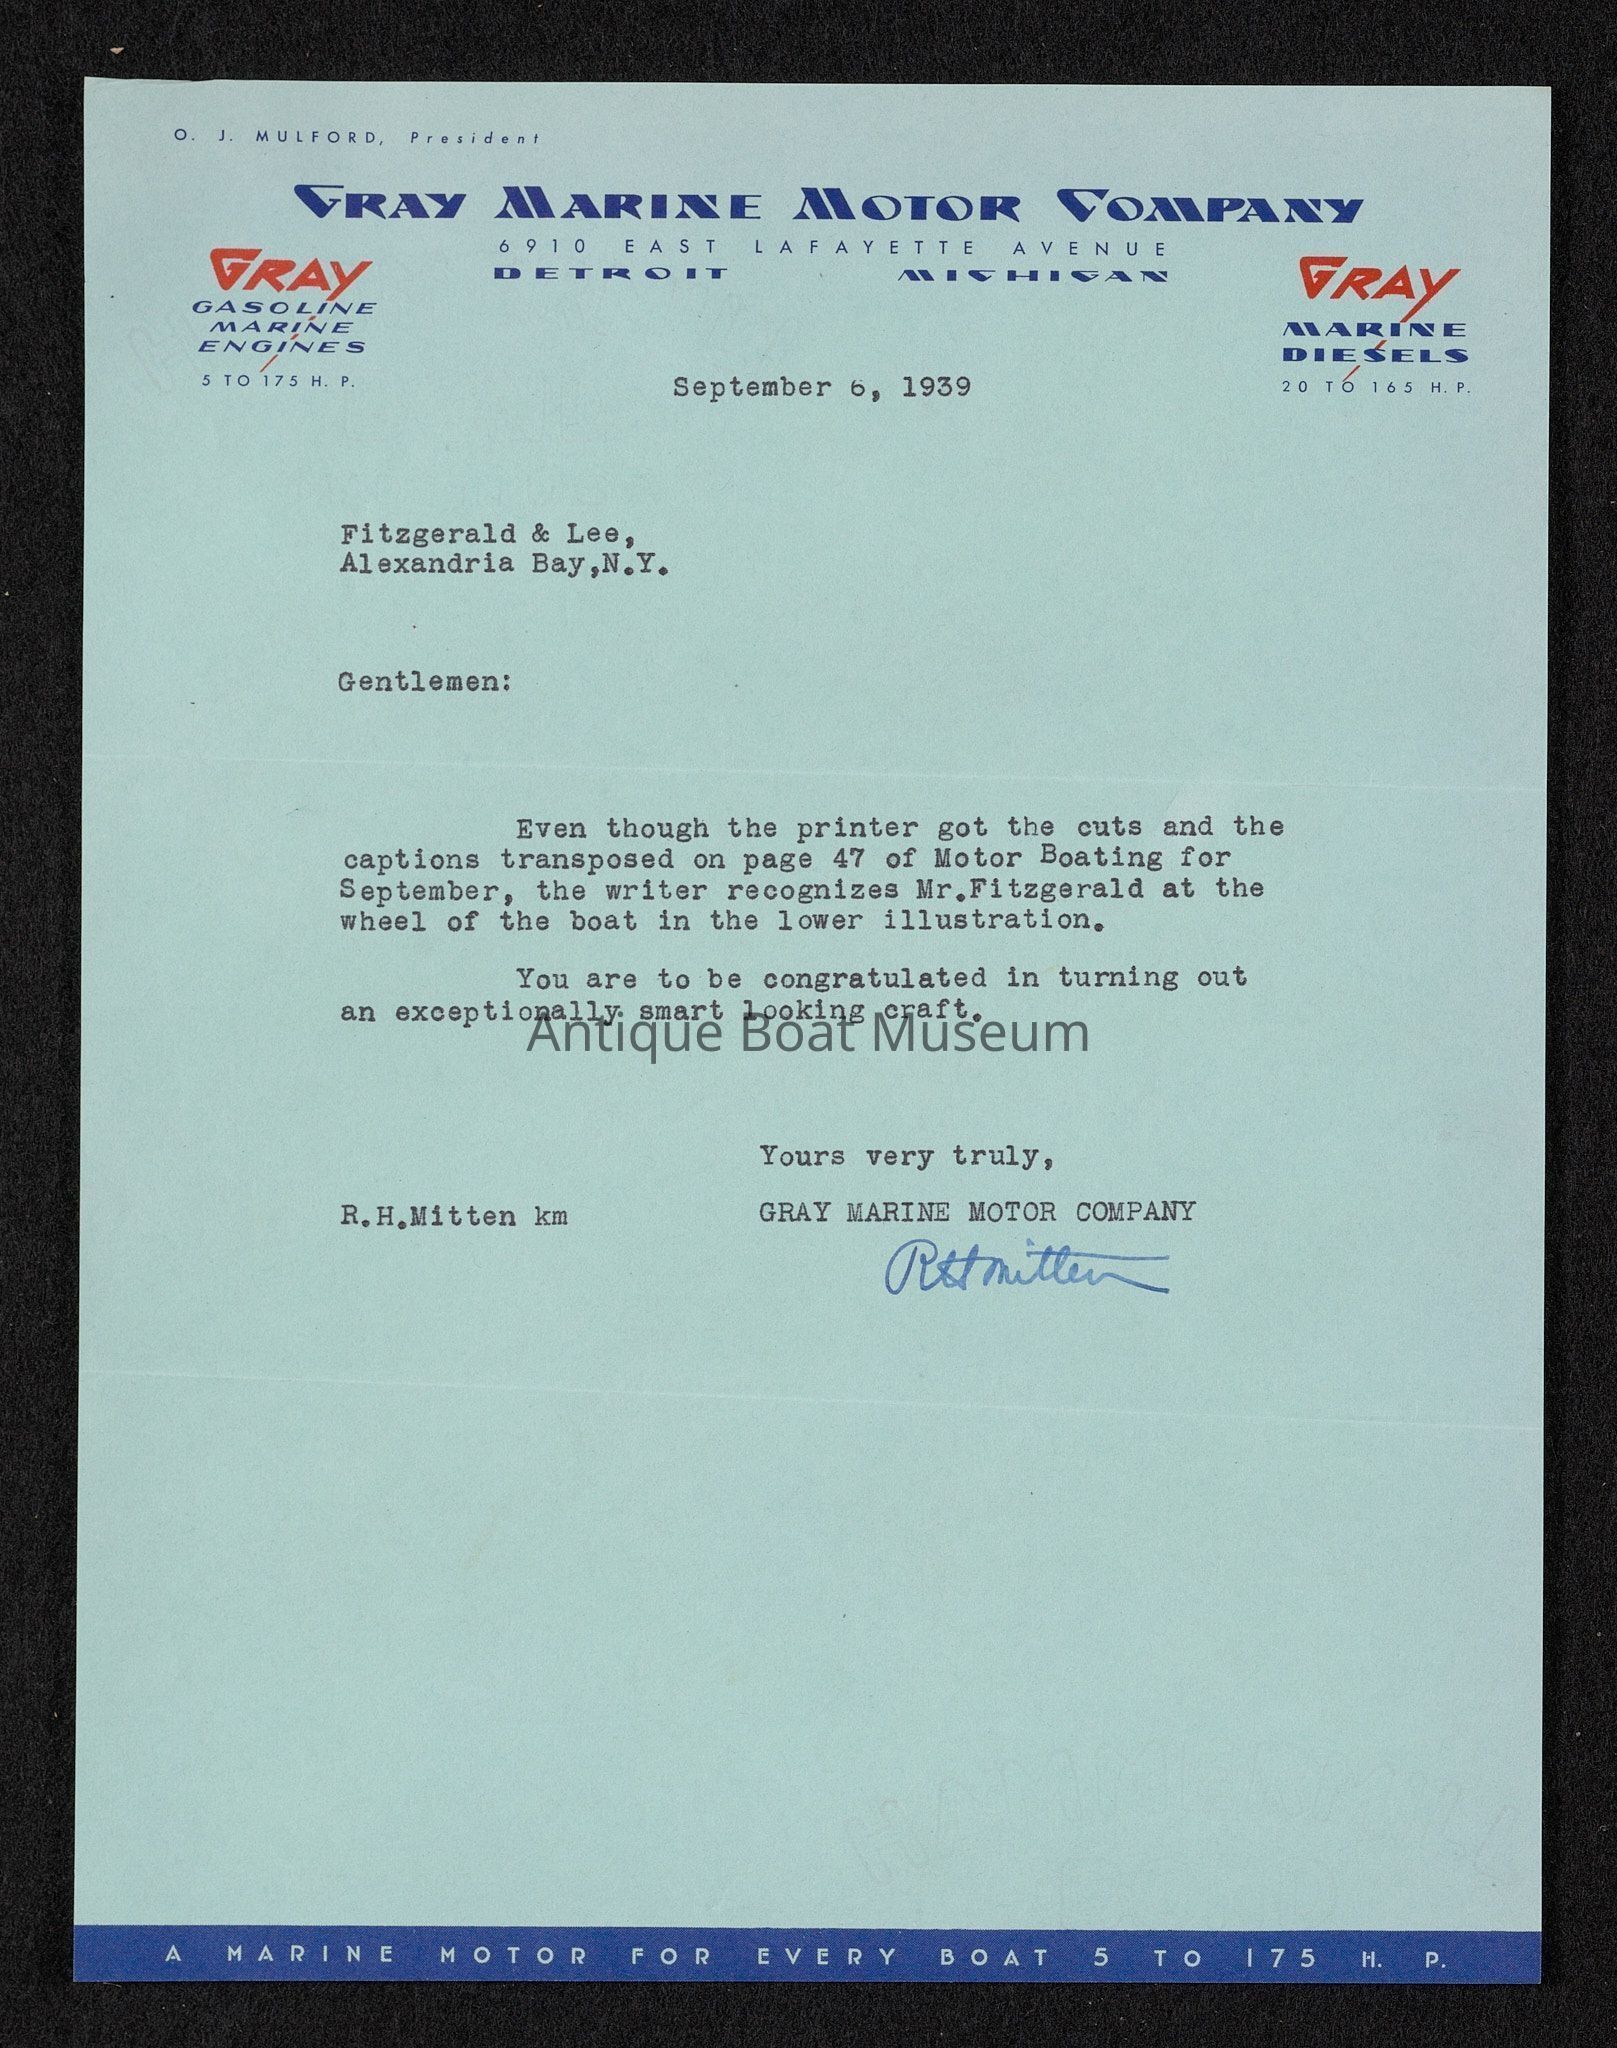 O. J. MULFORD, President
GRAY MARINE MOTOR COMPANY
6910 EAST LAFAYETTE AVENUE
DETROIT MICHIGAN
GRAY
GASOLINE
MARINE
ENGINES
5 TO 175 H. P.
GRAY
MARINE
DIESELS
20 TO 165 H. P.
September 6, 1939
Fitzgerald & Lee,
Alexandria Bay,N.Y.
Gentlemen:
Even though the printer got the cuts and the
captions transposed on page 47 of Motor Boating for
September, the writer recognizes Mr.Fitzgerald at the
wheel of the boat in the lower illustration.
You are to be congratulated in turning out
an exceptionally smart looking craft.
Antique Boat Museum
Yours very truly,
R.H.Mitten km
GRAY MARINE MOTOR COMPANY
RHMitten
A MARINE MOTOR FOR EVERY BOAT 5 TO 175 H. P.